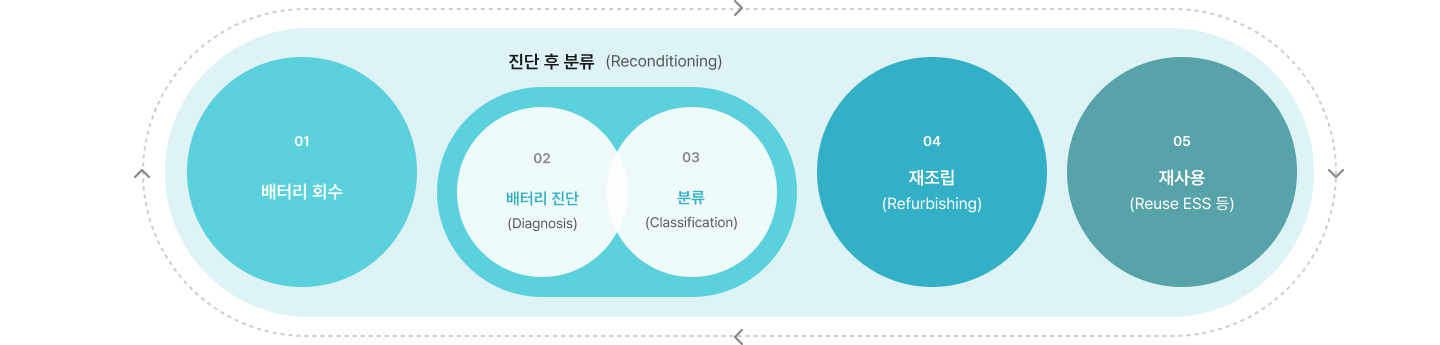 진단 후 분류 (Reconditioning)
01
배터리 회수
02
배터리 진단
(Diagnosis)
03
분류
(Classification)
04
재조립
(Refurbishing)
05
재사용
(Reuse ESS 등)